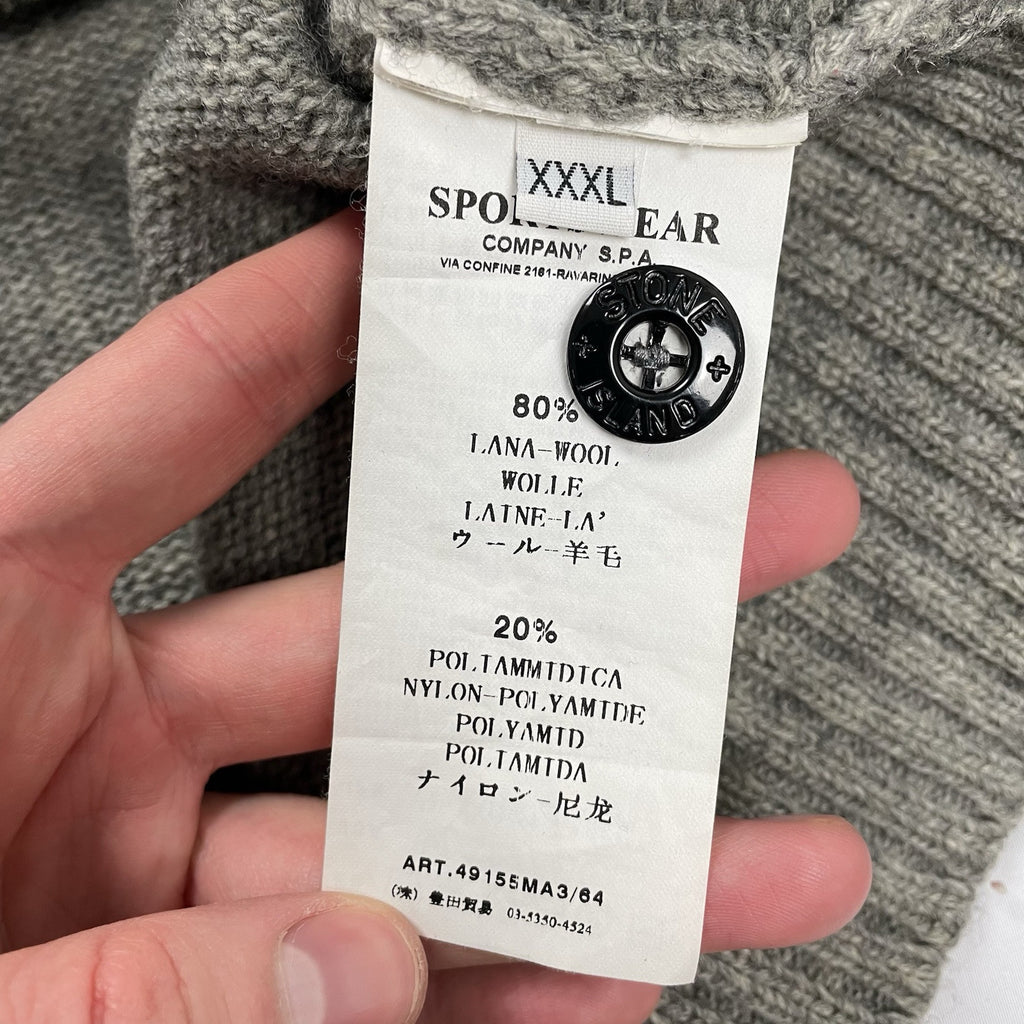 XXXL
COMPANY S.P.A.
VIA CONFINE 2161-RAVARIN
STONE
ISLAND
80%
LANA-WOOL
WOLLE
LAINE-LA'
ウール-羊毛
20%
POLIAMMIDICA
NYLON-POLYAMIDE
POLYAMID
POLIAMIDA
ナイロン-尼龙
ART.49155MA3/64
(株) 豊田貿易 03-5350-4524